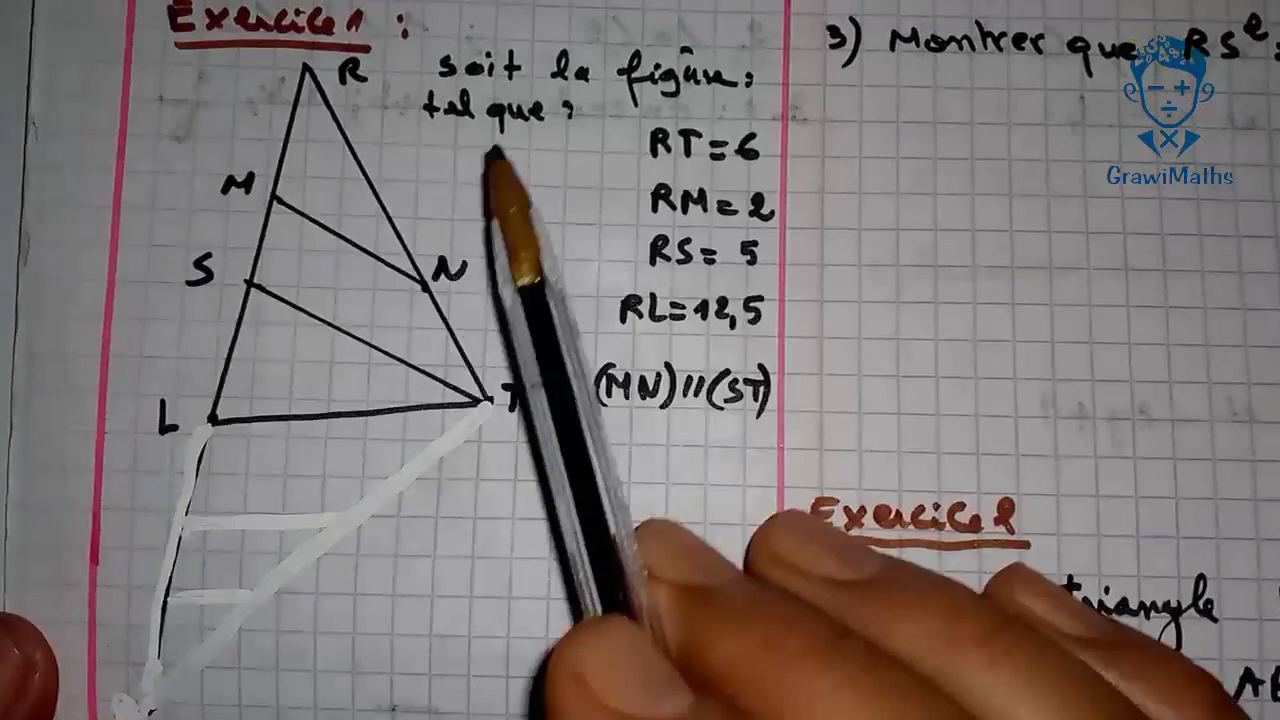 Exercice 1 :
R
soit la figure :
tel que :
RT = 6
M
RM = 2
S
N
RS = 5
RL = 12,5
L
(MN)//(ST)
3) Montrer que RS²
GrawiMaths
Exercice 2
triangle